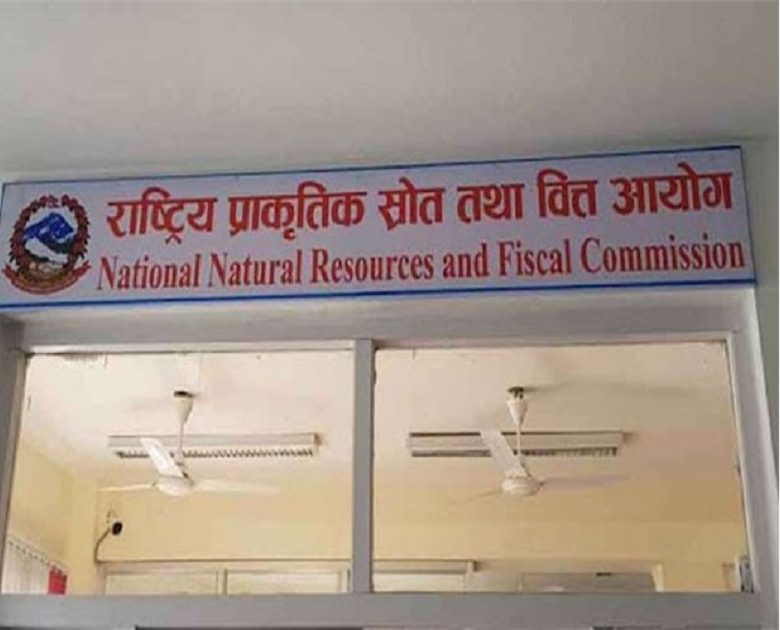 राष्ट्रिय प्राकृतिक स्रोत तथा वित्त आयोग
National Natural Resources and Fiscal Commission